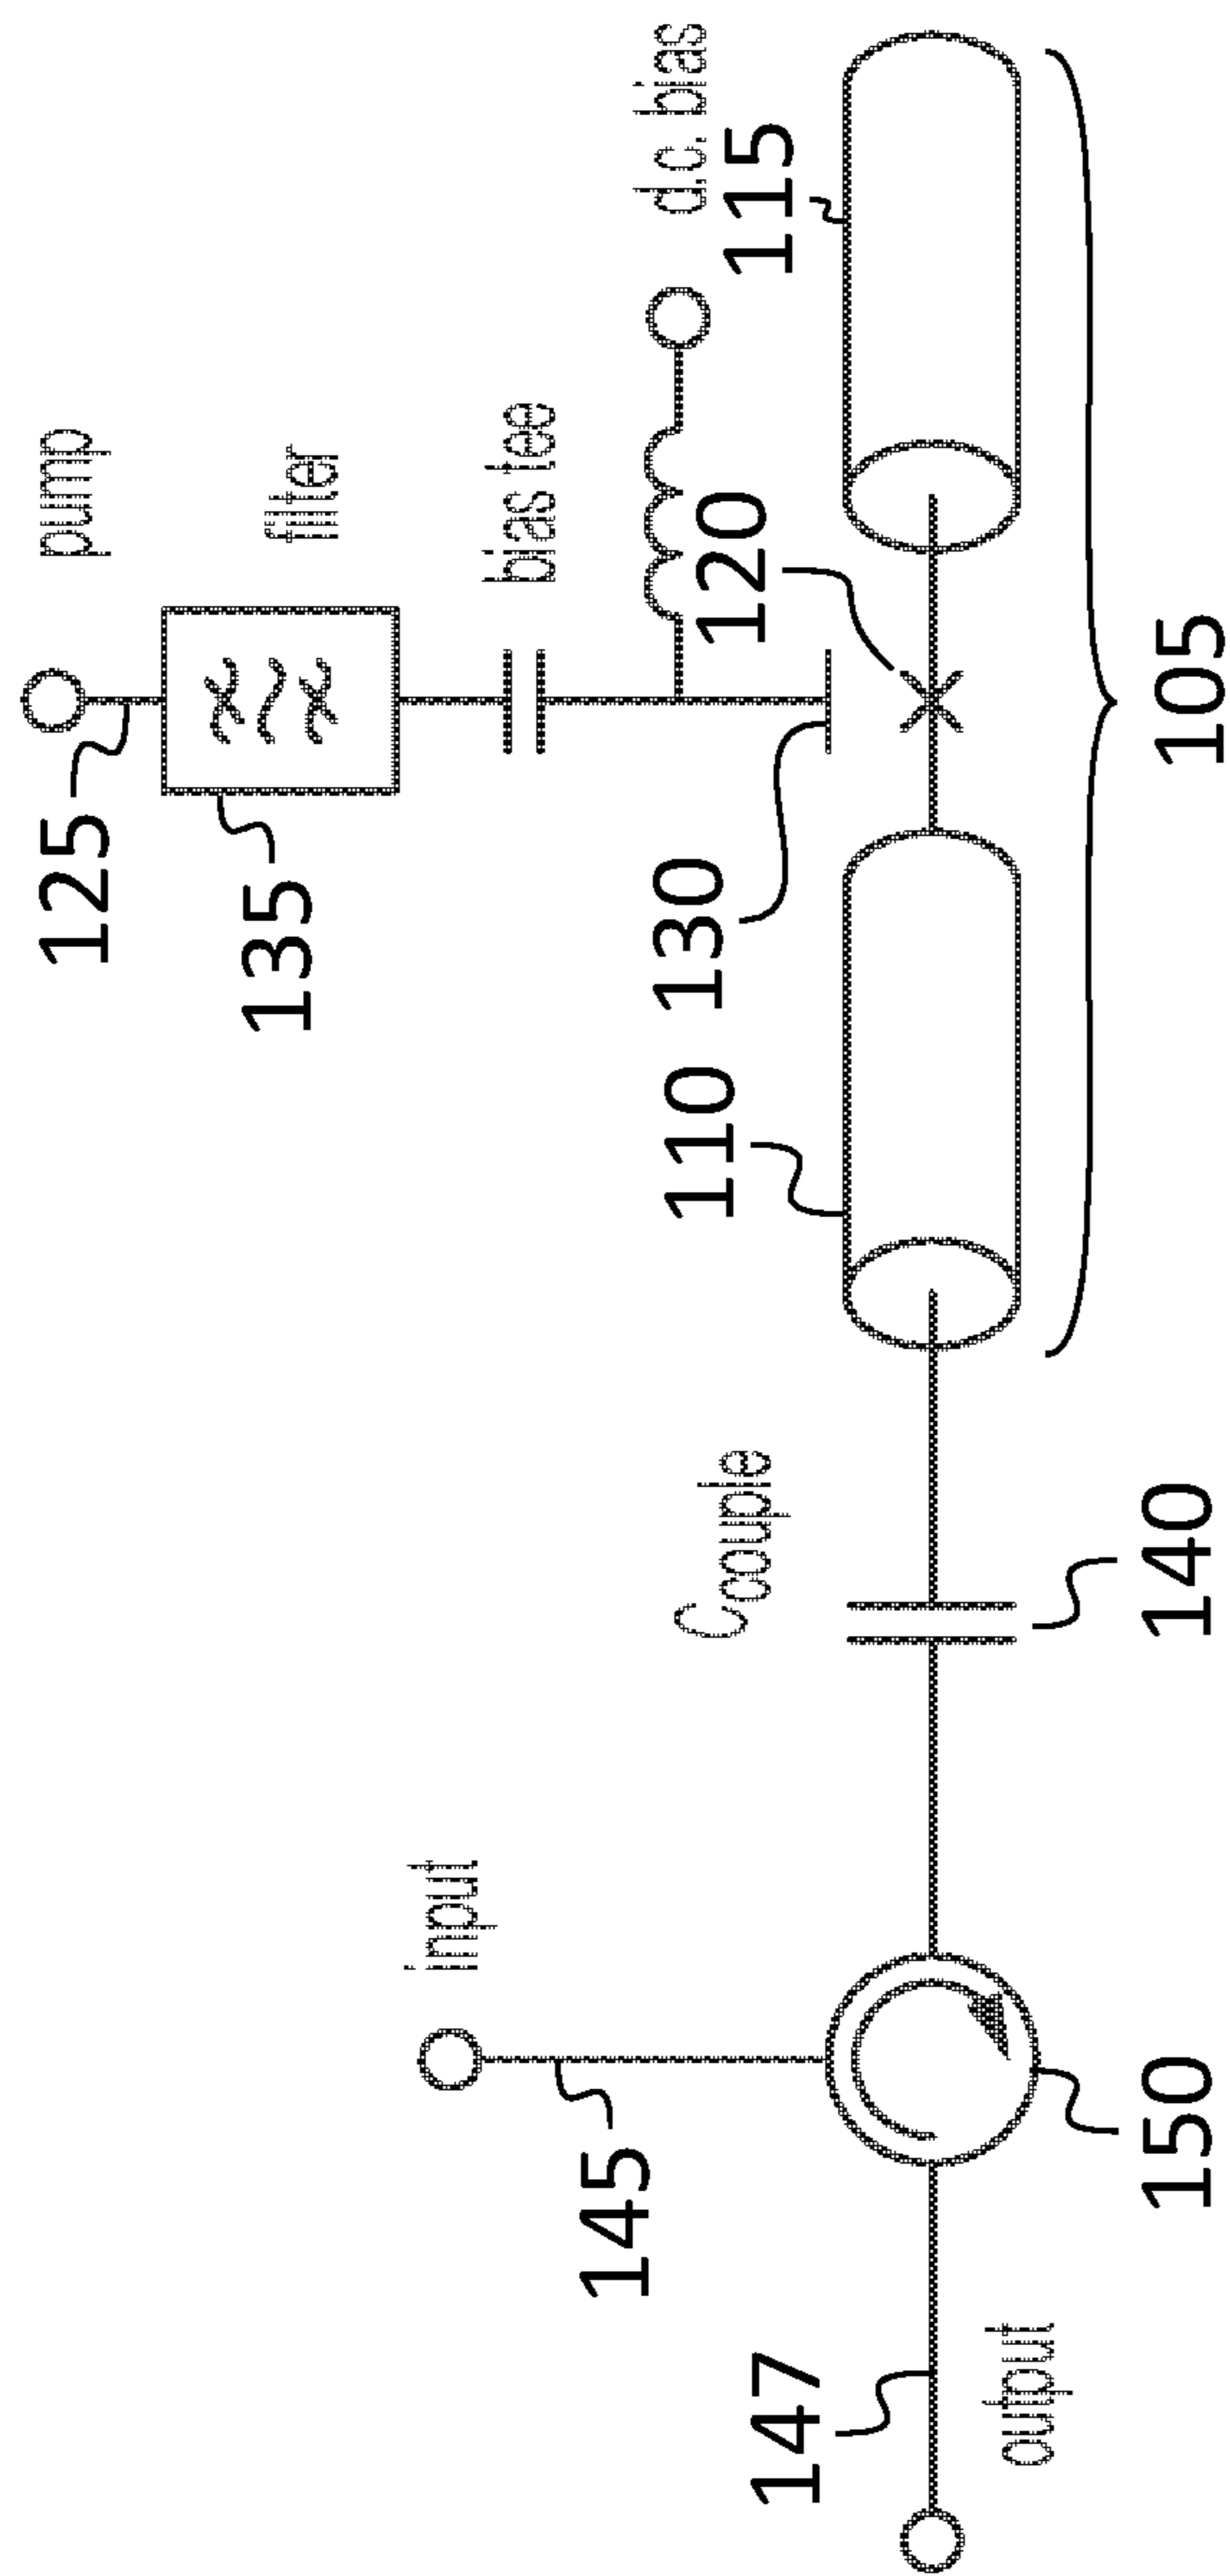 pump
125
135
filter
bias tee
d.c. bias
115
120
130
110
105
Ccouple
140
input
145
150
147
output